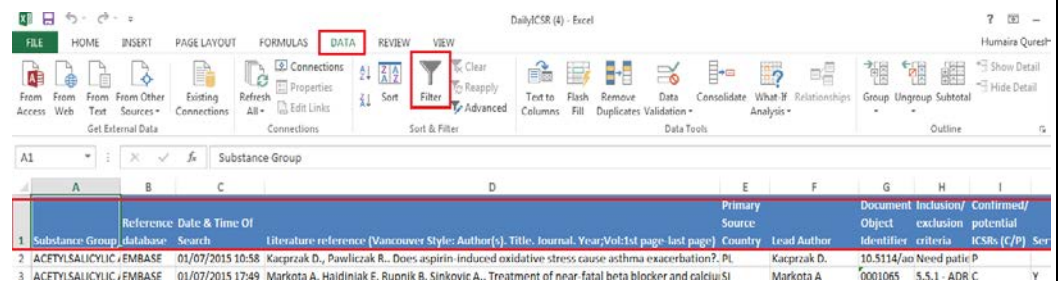 DailyICSR (4) - Excel
FILE HOME INSERT PAGE LAYOUT FORMULAS DATA REVIEW VIEW Humaira Quresh
From Access
From Web
From Text
From Other Sources
Existing Connections
Get External Data
Refresh All
Connections
Properties
Edit Links
Connections
Sort
Filter
Clear
Reapply
Advanced
Sort & Filter
Text to Columns
Flash Fill
Remove Duplicates
Data Validation
Consolidate
What-If Analysis
Relationships
Data Tools
Group
Ungroup
Subtotal
Show Detail
Hide Detail
Outline
A1 fx Substance Group
A B C D E F G H I
1 Substance Group Reference database Date & Time Of Search Literature reference (Vancouver Style: Author(s). Title. Journal. Year;Vol:1st page-last page) Primary Source Country Lead Author Document Object Identifier Inclusion/ exclusion criteria Confirmed/ potential ICSRs (C/P) Ser
2 ACETYLSALICYLIC EMBASE 01/07/2015 10:58 Kacprzak D., Pawliczak R.. Does aspirin-induced oxidative stress cause asthma exacerbation?. PL Kacprzak D. 10.5114/ao Need patie P
3 ACETYLSALICYLIC EMBASE 01/07/2015 17:49 Markota A. Hajdinjak E. Rupnik B. Sinkovic A.. Treatment of near-fatal beta blocker and calciu SI Markota A 0001065 5.5.1 - ADR C Y